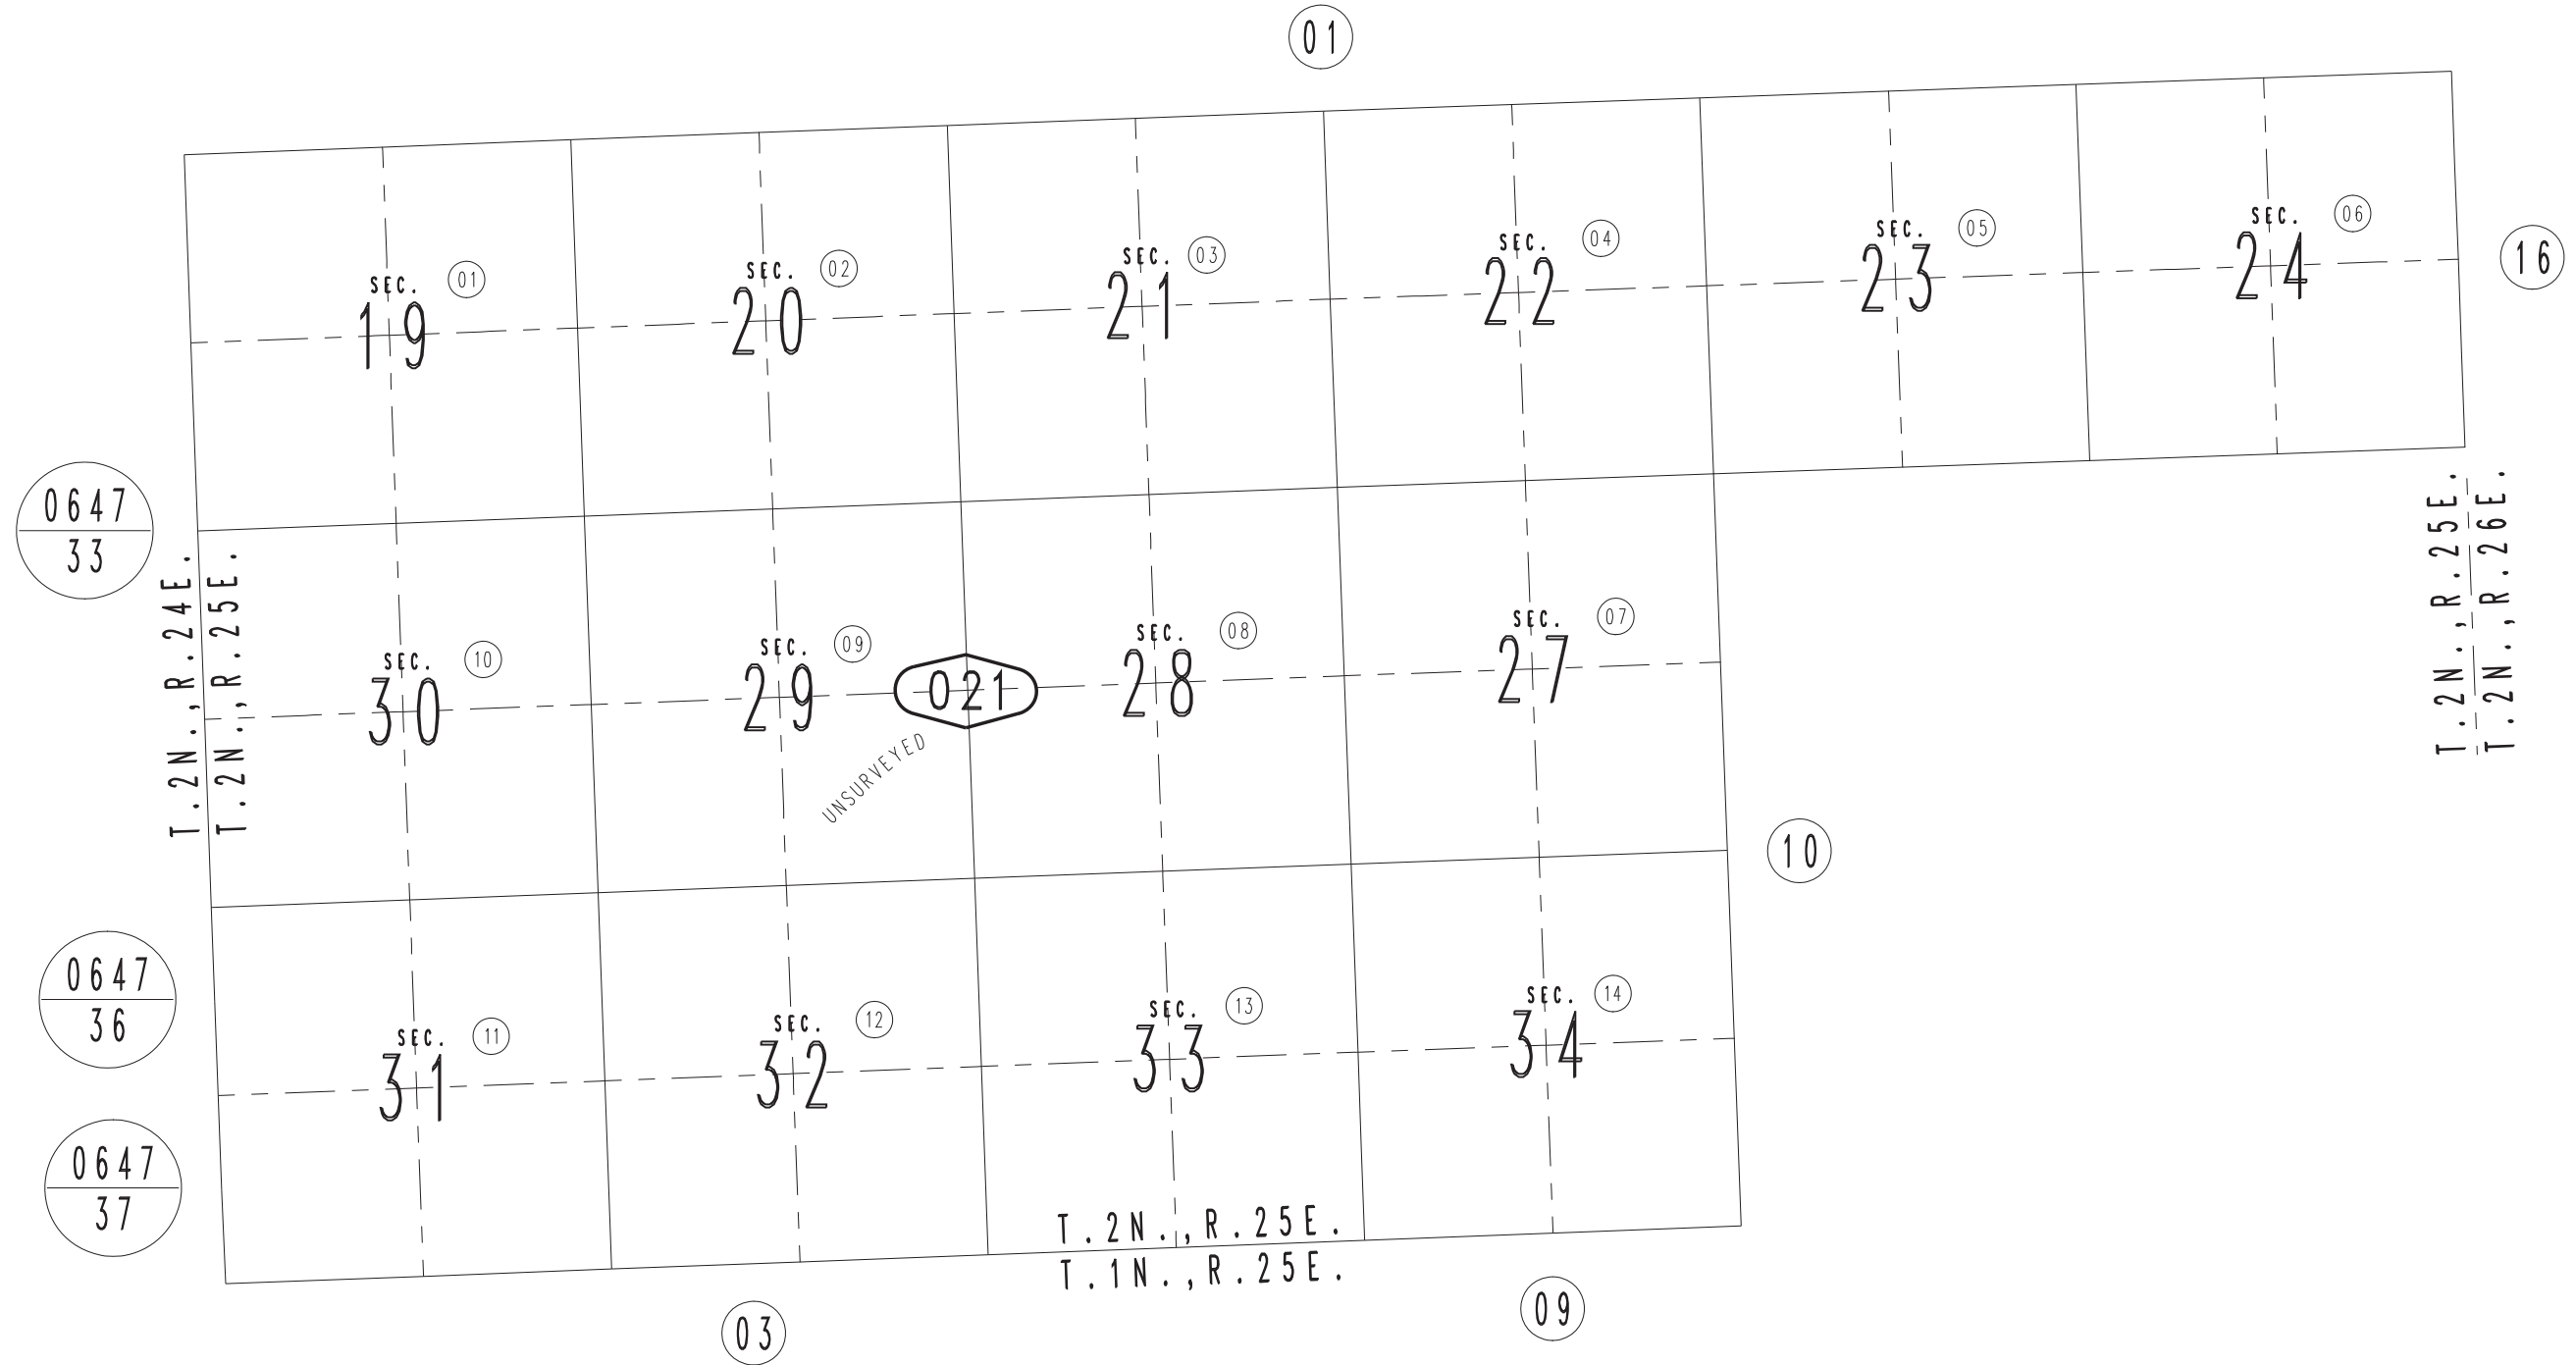 01
SEC. 01
19
SEC. 02
20
SEC. 03
21
SEC. 04
22
SEC. 05
23
SEC. 06
24
16
0647
33
T.2N.,R.24E.
T.2N.,R.25E.
T.2N.,R.25E.
T.2N.,R.26E.
SEC. 10
30
SEC. 09
29
021
UNSURVEYED
SEC. 08
28
SEC. 07
27
10
0647
36
SEC. 11
31
SEC. 12
32
SEC. 13
33
SEC. 14
34
0647
37
T.2N.,R.25E.
T.1N.,R.25E.
03
09